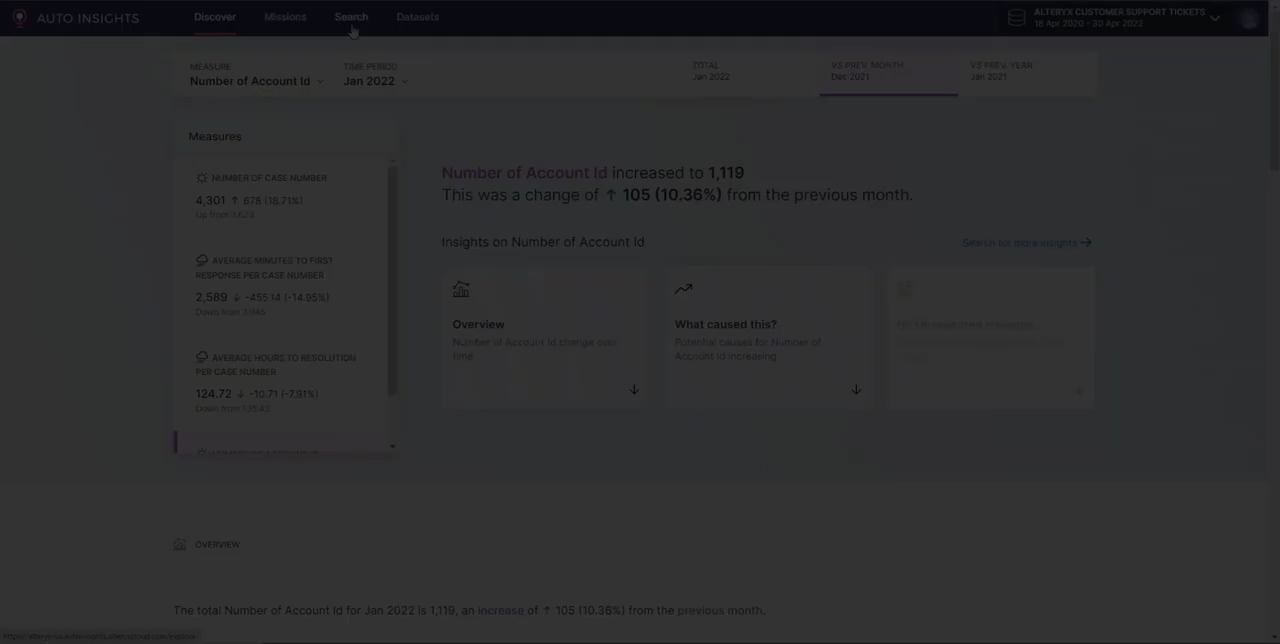 AUTO INSIGHTS
Discover
Missions
Search
Datasets
ALTERYX CUSTOMER SUPPORT TICKETS
18 Apr 2020 - 30 Apr 2022
MEASURE
Number of Account Id
TIME PERIOD
Jan 2022
TOTAL
Jan 2022
VS PREV. MONTH
Dec 2021
VS PREV. YEAR
Jan 2021
Measures
NUMBER OF CASE NUMBER
4,301 ↑ 678 (18.71%)
Up from 3,623
AVERAGE MINUTES TO FIRST
RESPONSE PER CASE NUMBER
2,589 ↓ -455.14 (-14.95%)
Down from
AVERAGE HOURS TO RESOLUTION
PER CASE NUMBER
124.72 ↓ -10.71 (-7.91%)
Down from 135.43
Number of Account Id increased to 1,119
This was a change of ↑ 105 (10.36%) from the previous month.
Insights on Number of Account Id
Search for more insights →
Overview
Number of Account Id change over
time
What caused this?
Potential causes for Number of
Account Id increasing
OVERVIEW
The total Number of Account Id for Jan 2022 is 1,119, an increase of ↑ 105 (10.36%) from the previous month.